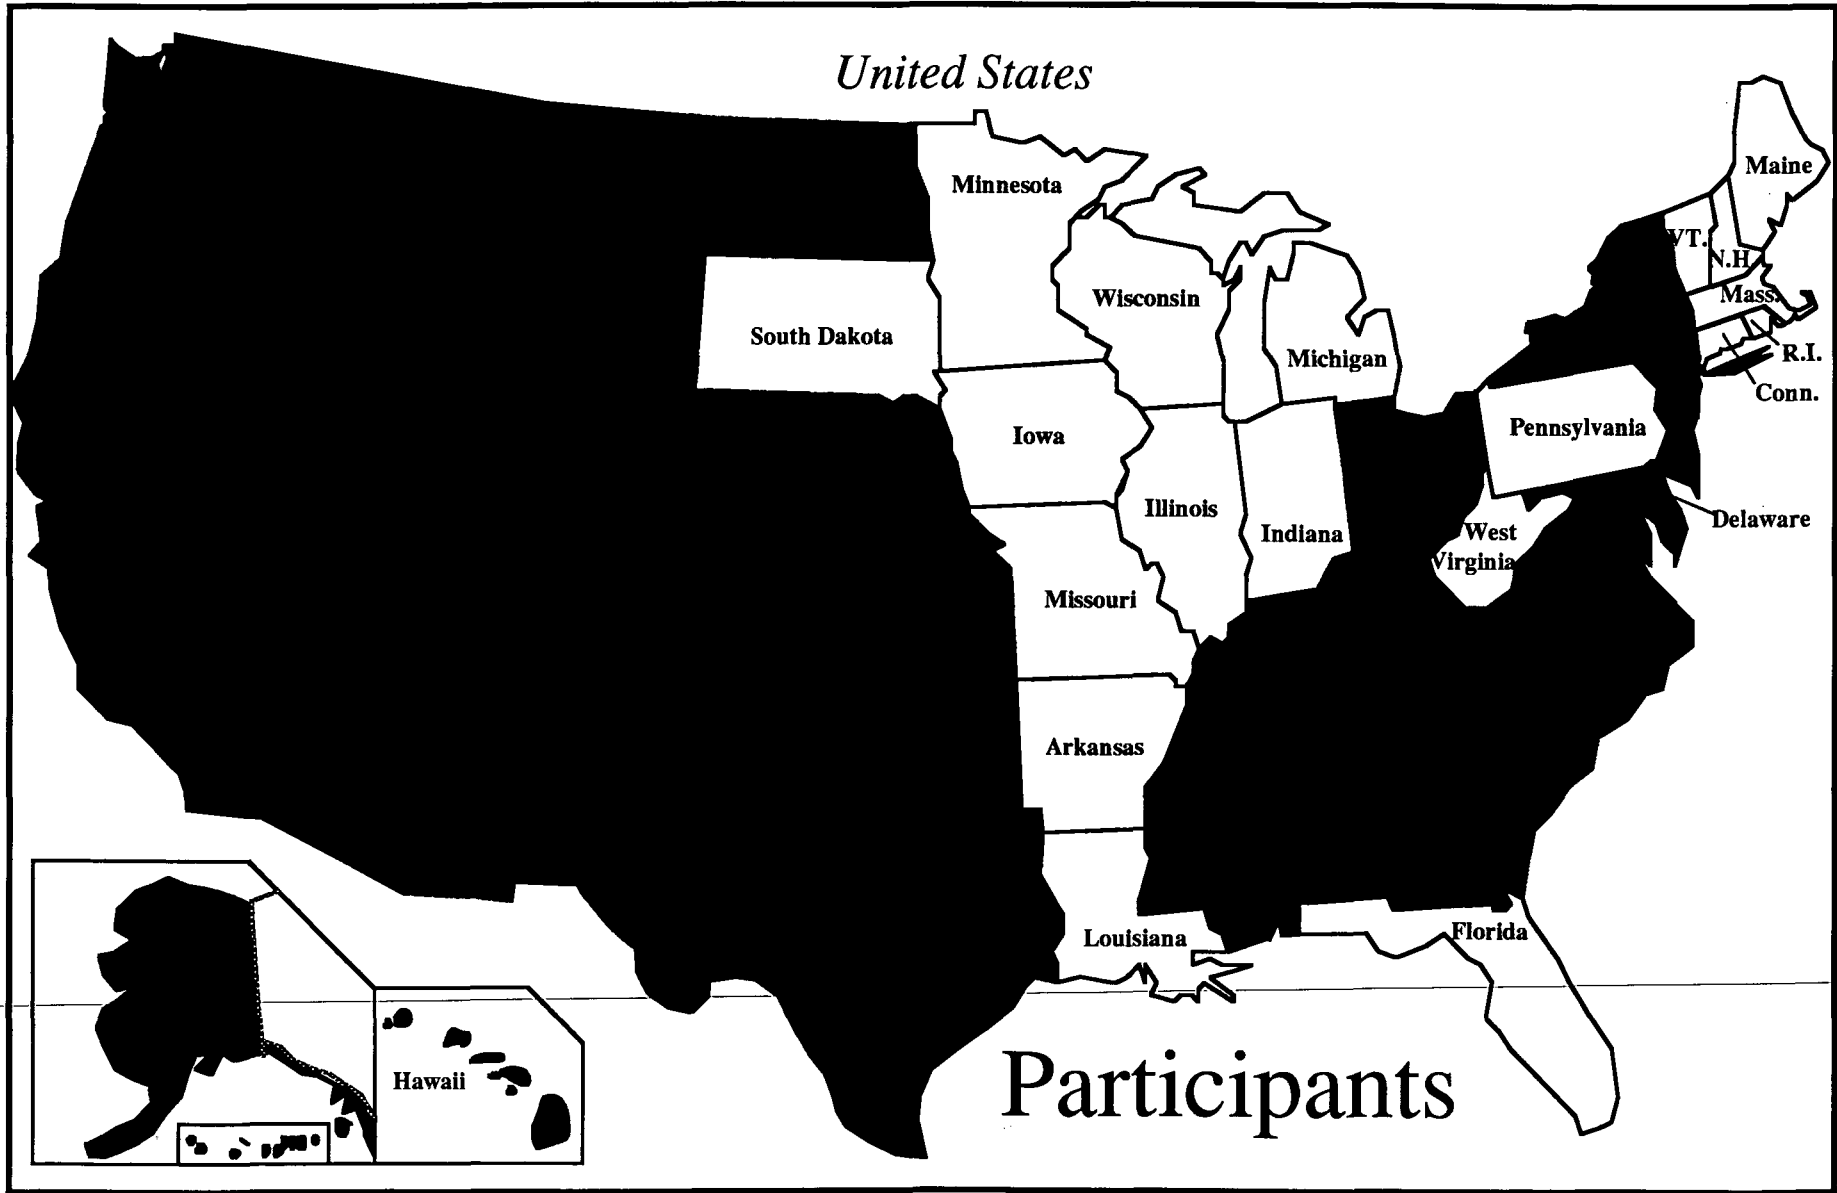 United States
Maine
Minnesota
VT.
N.H.
Wisconsin
Mass.
South Dakota
Michigan
R.I.
Conn.
Iowa
Pennsylvania
Illinois
Indiana
Delaware
West
Virginia
Missouri
Arkansas
Louisiana
Florida
Hawaii
Participants